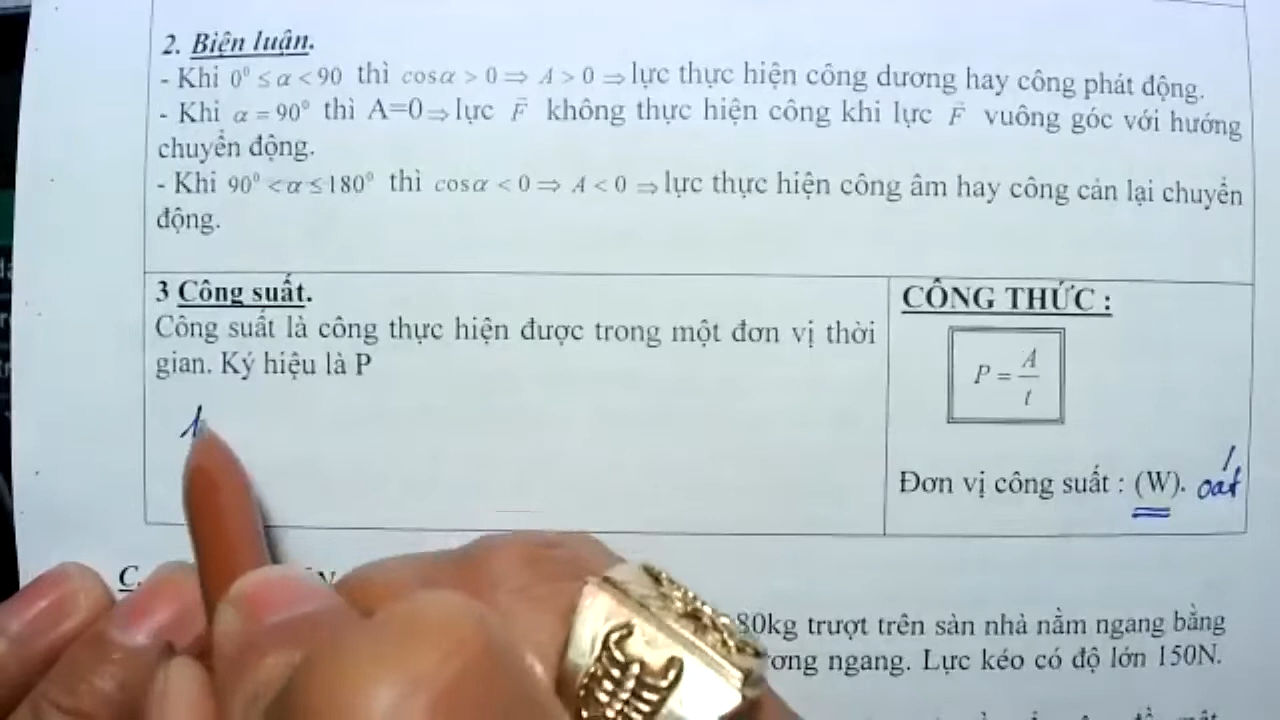 2. Biện luận.
- Khi 0⁰ ≤ α < 90 thì cosα > 0 ⇒ A > 0 ⇒ lực thực hiện công dương hay công phát động.
- Khi α = 90° thì A=0 ⇒ lực F⃗ không thực hiện công khi lực F⃗ vuông góc với hướng
chuyển động.
- Khi 90⁰ < α ≤ 180⁰ thì cosα < 0 ⇒ A < 0 ⇒ lực thực hiện công âm hay công cản lại chuyển
động.
3 Công suất.
Công suất là công thực hiện được trong một đơn vị thời
gian. Ký hiệu là P
1
CÔNG THỨC :
P = A/t
Đơn vị công suất : (W). oát
C.
80kg trượt trên sàn nhà nằm ngang bằng
ương ngang. Lực kéo có độ lớn 150N.